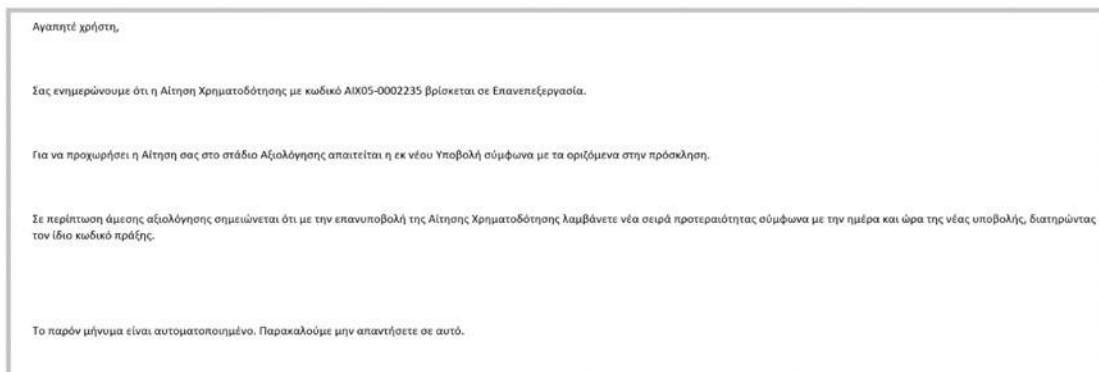 Αγαπητέ χρήστη,
Σας ενημερώνουμε ότι η Αίτηση Χρηματοδότησης με κωδικό ΑΙΧ05-0002235 βρίσκεται σε Επανεπεξεργασία.
Για να προχωρήσει η Αίτηση σας στο στάδιο Αξιολόγησης απαιτείται η εκ νέου Υποβολή σύμφωνα με τα οριζόμενα στην πρόσκληση.
Σε περίπτωση άμεσης αξιολόγησης σημειώνεται ότι με την επανυποβολή της Αίτησης Χρηματοδότησης λαμβάνετε νέα σειρά προτεραιότητας σύμφωνα με την ημέρα και ώρα της νέας υποβολής, διατηρώντας
τον ίδιο κωδικό πράξης.
Το παρόν μήνυμα είναι αυτοματοποιημένο. Παρακαλούμε μην απαντήσετε σε αυτό.